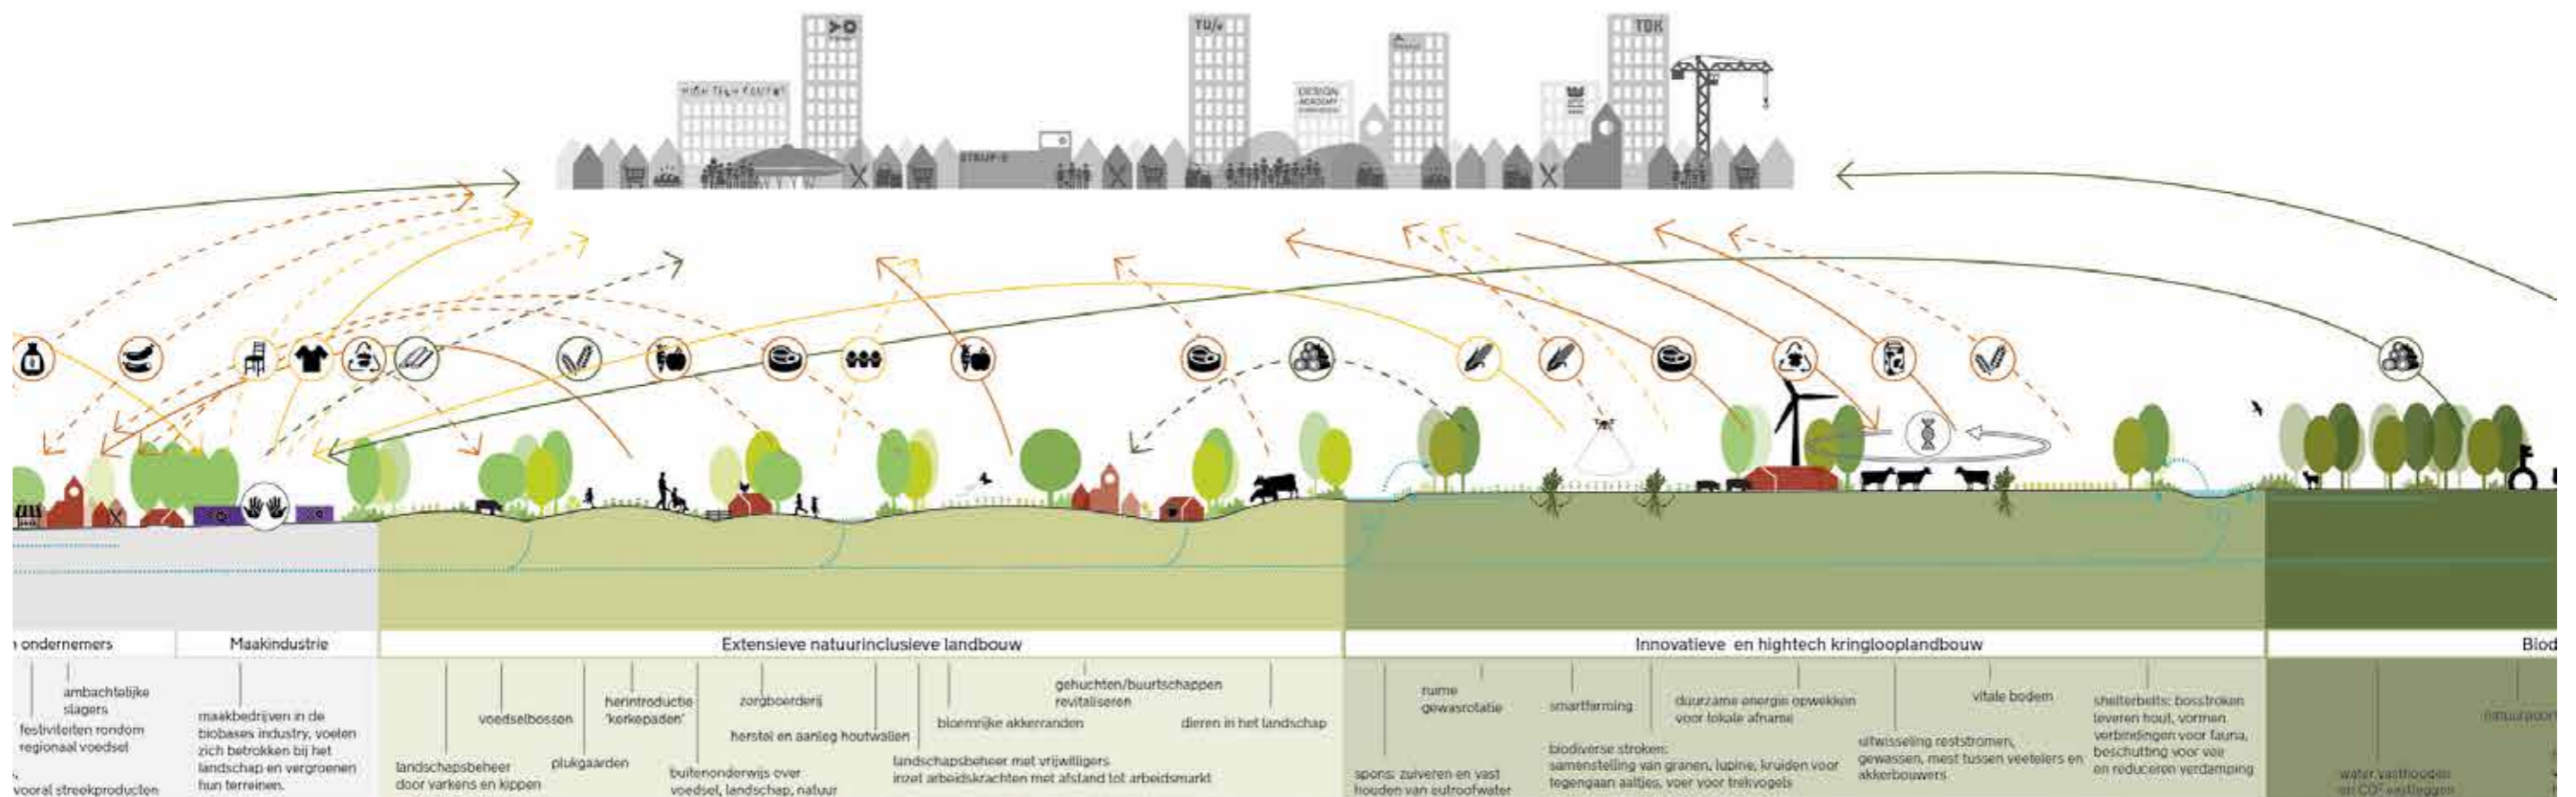 TU/e
TDK
HIGH TECH CAMPUS
DESIGN
ACADEMY
STRIJP-S
ondernemers
Maakindustrie
Extensieve natuurinclusieve landbouw
Innovatieve en hightech kringlooplandbouw
Biod
ambachtelijke
slagers
festiviteiten rondom
regionaal voedsel
vooral streekproducten
maakbedrijven in de
biobases industry, voelen
zich betrokken bij het
landschap en vergroenen
hun terreinen.
landschapsbeheer
door varkens en kippen
voedselbossen
plukgaarden
herintroductie
'kerkepaden'
buitenonderwijs over
voedsel, landschap, natuur
zorgboerderij
herstel en aanleg houtwallen
landschapsbeheer met vrijwilligers
inzet arbeidskrachten met afstand tot arbeidsmarkt
bloemrijke akkerranden
gehuchten/buurtschappen
revitaliseren
dieren in het landschap
spons: zuiveren en vast
houden van eutroofwater
ruime
gewasrotatie
smartfarming
biodiverse stroken:
samenstelling van granen, lupine, kruiden voor
tegengaan aaltjes, voer voor trekvogels
duurzame energie opwekken
voor lokale afname
uitwisseling reststromen,
gewassen, mest tussen veetelers en
akkerbouwers
vitale bodem
shelterbelts: bosstroken
leveren hout, vormen
verbindingen voor fauna,
beschutting voor vee
en reduceren verdamping
water vasthouden
en CO² vastleggen
natuurpoort